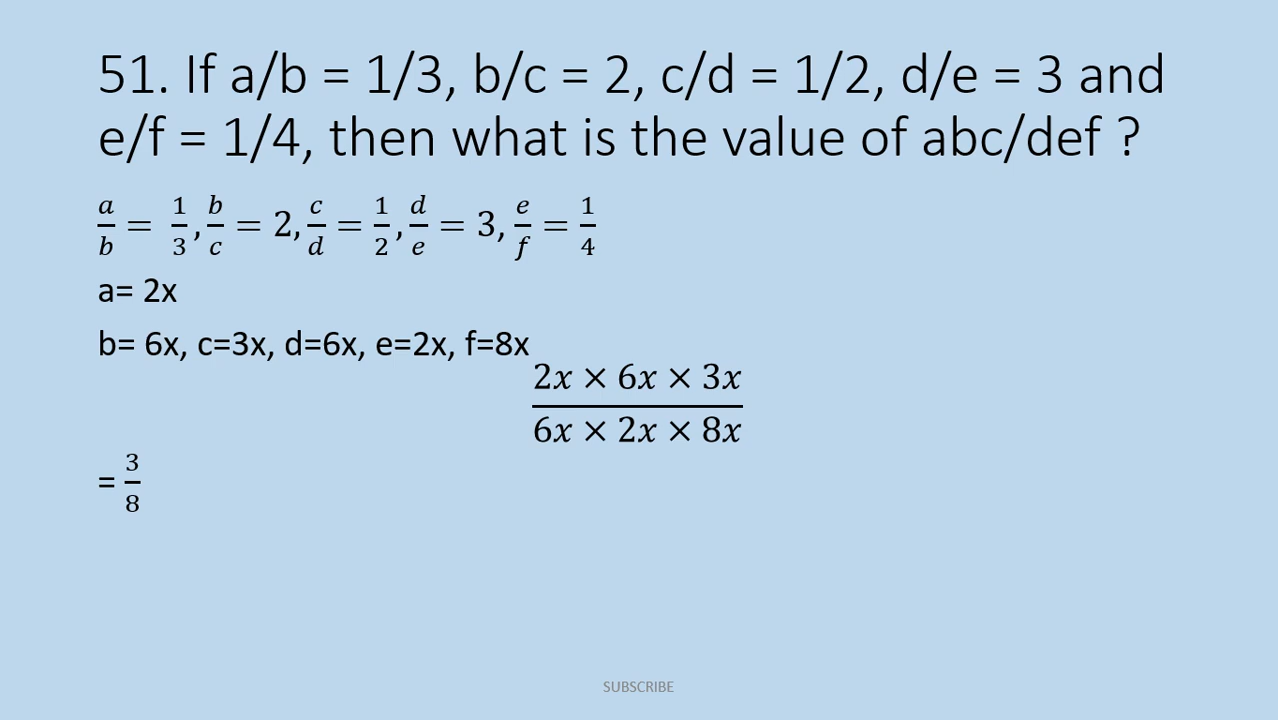 51. If a/b = 1/3, b/c = 2, c/d = 1/2, d/e = 3 and
e/f = 1/4, then what is the value of abc/def ?
a/b = 1/3, b/c = 2, c/d = 1/2, d/e = 3, e/f = 1/4
a= 2x
b= 6x, c=3x, d=6x, e=2x, f=8x
2x × 6x × 3x
6x × 2x × 8x
= 3/8
SUBSCRIBE